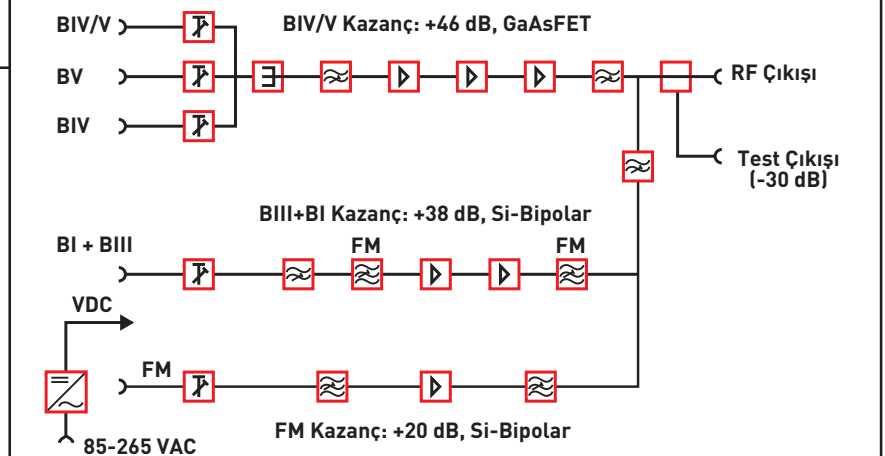 BIV/V
BIV/V Kazanç: +46 dB, GaAsFET
BV
RF Çıkışı
BIV
Test Çıkışı
(-30 dB)
BIII+BI Kazanç: +38 dB, Si-Bipolar
BI + BIII
FM
FM
VDC
FM
85-265 VAC
FM Kazanç: +20 dB, Si-Bipolar